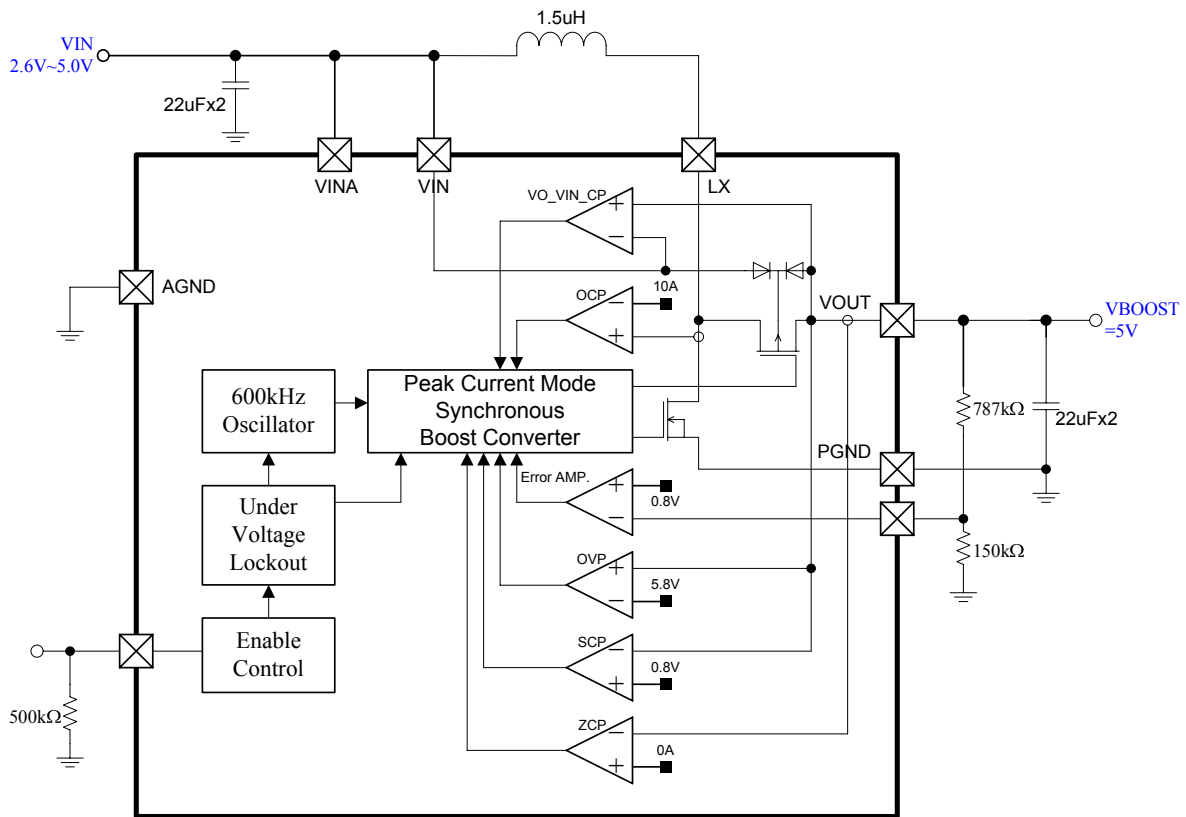 1.5uH
VIN
2.6V~5.0V
22uFx2
VINA
VIN
LX
VO_VIN_CP
+
−
AGND
10A
OCP
−
+
VOUT
VBOOST
=5V
600kHz
Oscillator
Peak Current Mode
Synchronous
Boost Converter
787kΩ
22uFx2
PGND
Error AMP.
+
−
0.8V
Under
Voltage
Lockout
150kΩ
OVP
+
−
5.8V
Enable
Control
SCP
−
+
0.8V
500kΩ
ZCP
−
+
0A